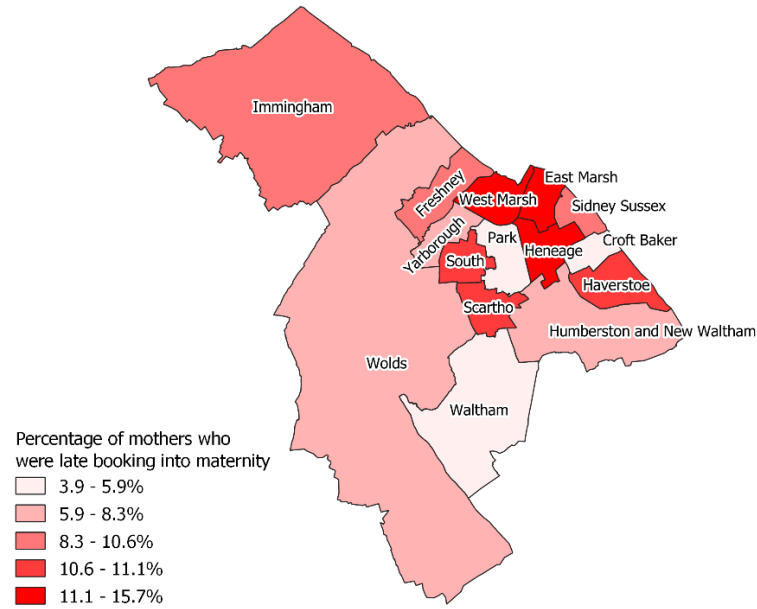 Immingham
East Marsh
Freshney
West Marsh
Sidney Sussex
Yarborough
Park
Croft Baker
Heneage
South
Haverstoe
Scartho
Humberston and New Waltham
Wolds
Waltham
Percentage of mothers who
were late booking into maternity
3.9 - 5.9%
5.9 - 8.3%
8.3 - 10.6%
10.6 - 11.1%
11.1 - 15.7%